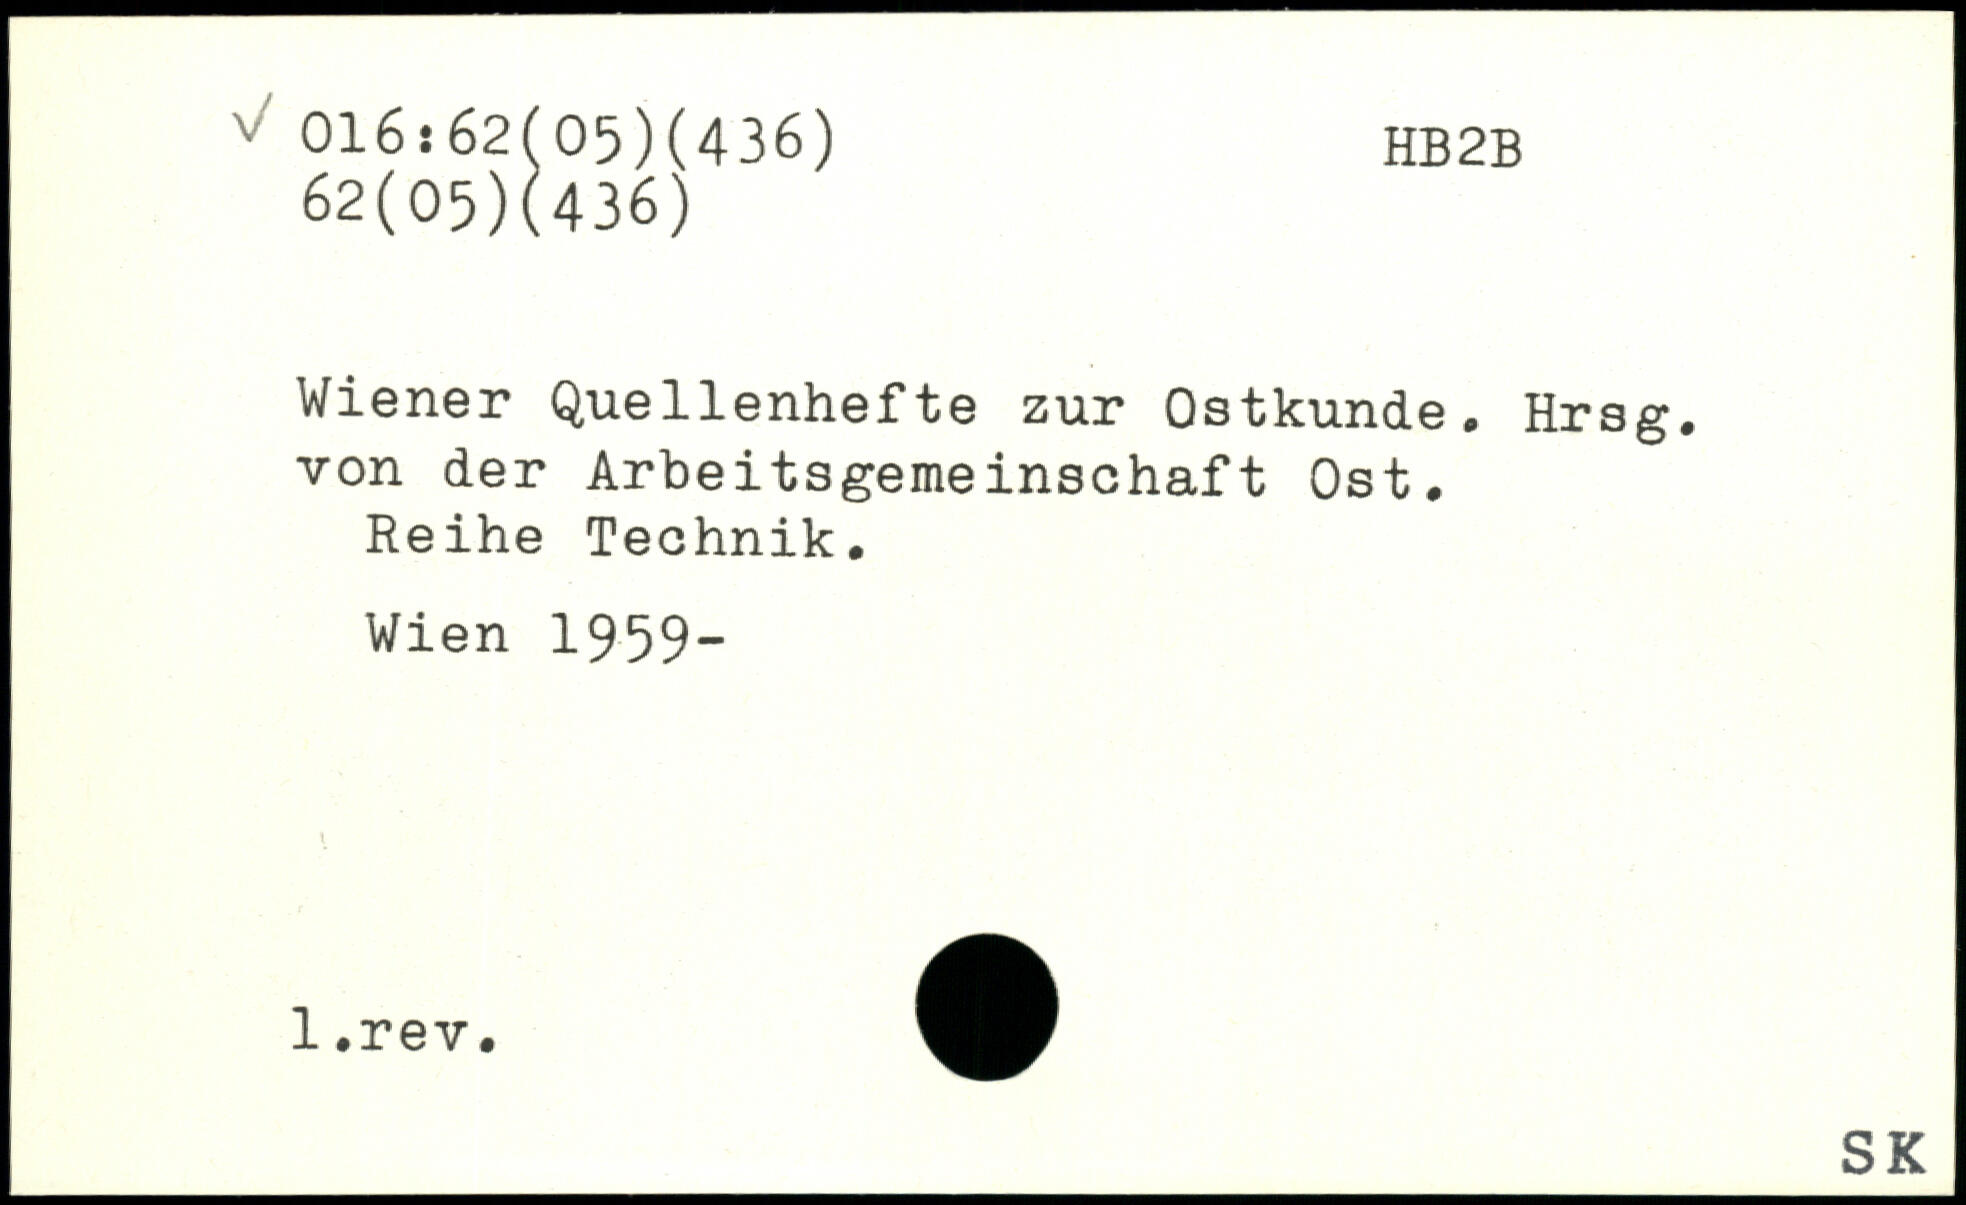 ✓ 016:62(05)(436) HB2B
62(05)(436)
Wiener Quellenhefte zur Ostkunde. Hrsg.
von der Arbeitsgemeinschaft Ost.
Reihe Technik.
Wien 1959-
1.rev.
SK